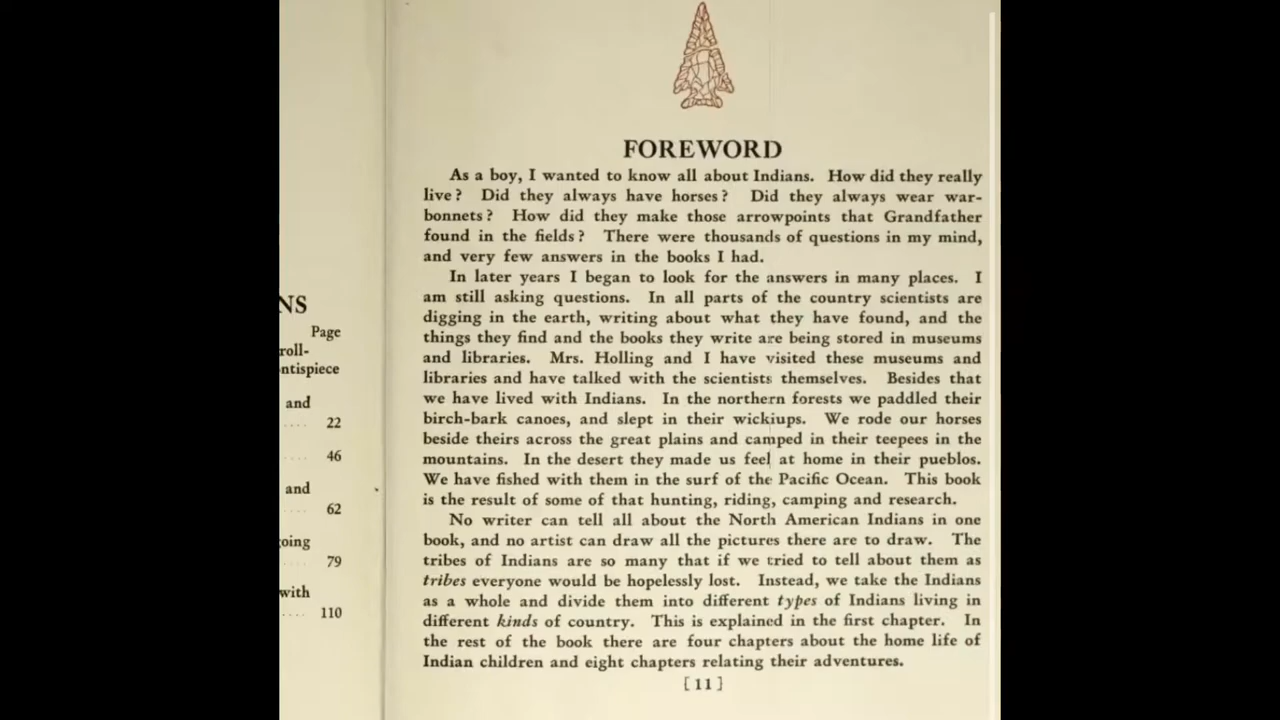 NS
Page
roll-
ntispiece
and
.... 22
.... 46
and
.... 62
going
.... 79
with
.... 110
FOREWORD
As a boy, I wanted to know all about Indians. How did they really
live? Did they always have horses? Did they always wear war-
bonnets? How did they make those arrowpoints that Grandfather
found in the fields? There were thousands of questions in my mind,
and very few answers in the books I had.
In later years I began to look for the answers in many places. I
am still asking questions. In all parts of the country scientists are
digging in the earth, writing about what they have found, and the
things they find and the books they write are being stored in museums
and libraries. Mrs. Holling and I have visited these museums and
libraries and have talked with the scientists themselves. Besides that
we have lived with Indians. In the northern forests we paddled their
birch-bark canoes, and slept in their wickiups. We rode our horses
beside theirs across the great plains and camped in their teepees in the
mountains. In the desert they made us feel at home in their pueblos.
We have fished with them in the surf of the Pacific Ocean. This book
is the result of some of that hunting, riding, camping and research.
No writer can tell all about the North American Indians in one
book, and no artist can draw all the pictures there are to draw. The
tribes of Indians are so many that if we tried to tell about them as
tribes everyone would be hopelessly lost. Instead, we take the Indians
as a whole and divide them into different types of Indians living in
different kinds of country. This is explained in the first chapter. In
the rest of the book there are four chapters about the home life of
Indian children and eight chapters relating their adventures.
[11]